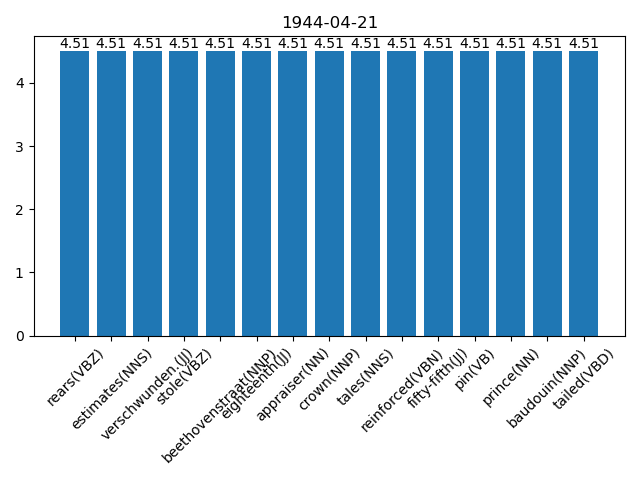 1944-04-21
4.51 4.51 4.51 4.51 4.51 4.51 4.51 4.51 4.51 4.51 4.51 4.51 4.51 4.51 4.51
4
3
2
1
0
rears(VBZ)
estimates(NNS)
verschwunden.(JJ)
stole(VBZ)
beethovenstraat(NNP)
eighteenth(JJ)
appraiser(NN)
crown(NNP)
tales(NNS)
reinforced(VBN)
fifty-fifth(JJ)
pin(VB)
prince(NN)
baudouin(NNP)
tailed(VBD)